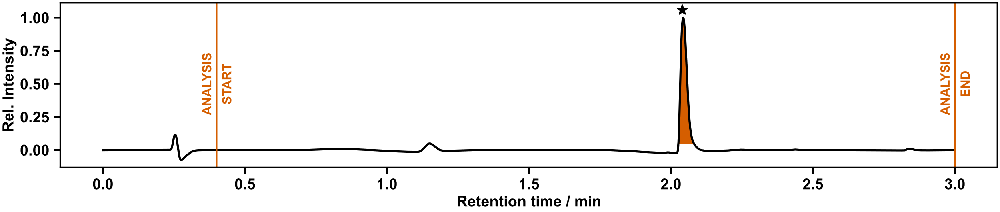 1.00
0.75
0.50
0.25
0.00
Rel. Intensity
ANALYSIS
START
ANALYSIS
END
0.0 0.5 1.0 1.5 2.0 2.5 3.0
Retention time / min